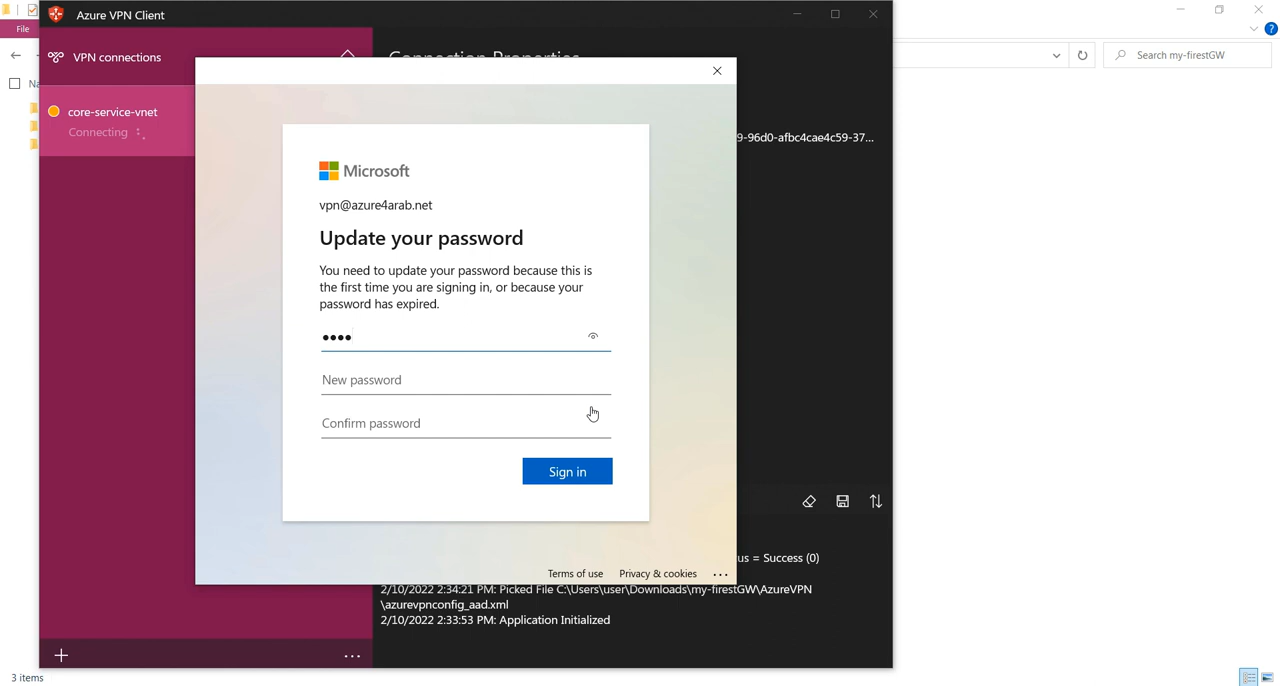 Azure VPN Client
File
VPN connections
Connection Properties
Search my-firestGW
Na
core-service-vnet
Connecting
9-96d0-afbc4cae4c59-37...
Microsoft
vpn@azure4arab.net
Update your password
You need to update your password because this is
the first time you are signing in, or because your
password has expired.
••••
New password
Confirm password
Sign in
us = Success (0)
Terms of use Privacy & cookies ...
2/10/2022 2:34:21 PM: Picked File C:\Users\user\Downloads\my-firestGW\AzureVPN
\azurevpnconfig_aad.xml
2/10/2022 2:33:53 PM: Application Initialized
3 items